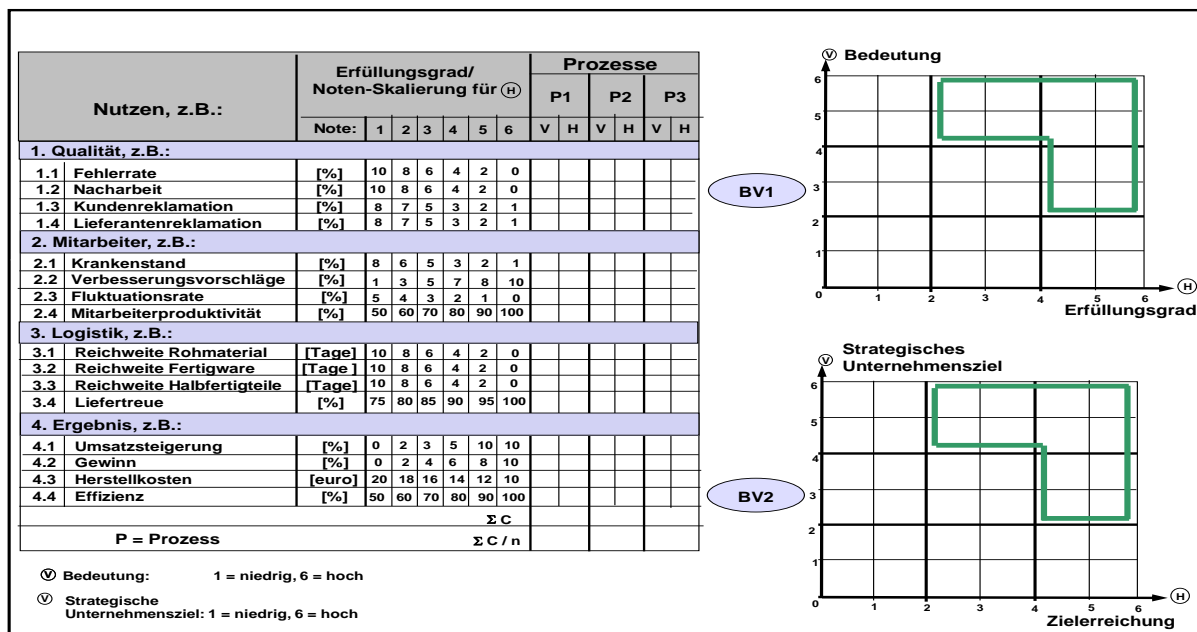 Nutzen, z.B.:
Erfüllungsgrad/
Noten-Skalierung für Ⓗ
Prozesse
P1 P2 P3
Note: 1 2 3 4 5 6 V H V H V H
1. Qualität, z.B.:
1.1 Fehlerrate [%] 10 8 6 4 2 0
1.2 Nacharbeit [%] 10 8 6 4 2 0
1.3 Kundenreklamation [%] 8 7 5 3 2 1
1.4 Lieferantenreklamation [%] 8 7 5 3 2 1
2. Mitarbeiter, z.B.:
2.1 Krankenstand [%] 8 6 5 3 2 1
2.2 Verbesserungsvorschläge [%] 1 3 5 7 8 10
2.3 Fluktuationsrate [%] 5 4 3 2 1 0
2.4 Mitarbeiterproduktivität [%] 50 60 70 80 90 100
3. Logistik, z.B.:
3.1 Reichweite Rohmaterial [Tage] 10 8 6 4 2 0
3.2 Reichweite Fertigware [Tage ] 10 8 6 4 2 0
3.3 Reichweite Halbfertigteile [Tage] 10 8 6 4 2 0
3.4 Liefertreue [%] 75 80 85 90 95 100
4. Ergebnis, z.B.:
4.1 Umsatzsteigerung [%] 0 2 3 5 10 10
4.2 Gewinn [%] 0 2 4 6 8 10
4.3 Herstellkosten [euro] 20 18 16 14 12 10
4.4 Effizienz [%] 50 60 70 80 90 100
Σ C
P = Prozess Σ C / n
Ⓥ Bedeutung: 1 = niedrig, 6 = hoch
Ⓥ Strategische
Unternehmensziel: 1 = niedrig, 6 = hoch
Ⓥ Bedeutung
6
5
4
3
2
1
0 1 2 3 4 5 6 Ⓗ
Erfüllungsgrad
BV1
Strategisches
Ⓥ Unternehmensziel
6
5
4
3
2
1
0 1 2 3 4 5 6 Ⓗ
Zielerreichung
BV2